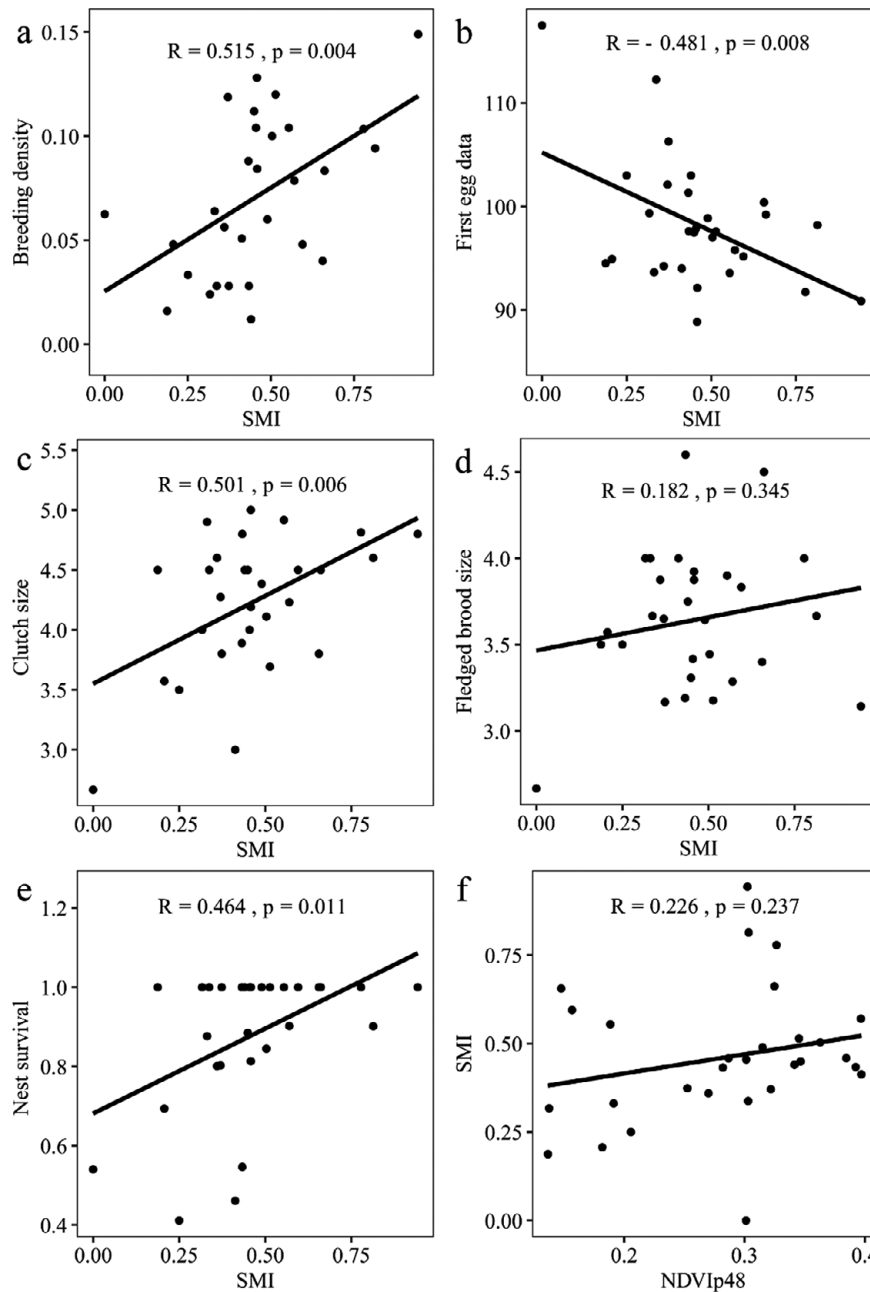 a
R = 0.515 , p = 0.004
Breeding density
0.15
0.10
0.05
0.00
0.00 0.25 0.50 0.75
SMI
b
R = - 0.481 , p = 0.008
First egg data
110
100
90
0.00 0.25 0.50 0.75
SMI
c
R = 0.501 , p = 0.006
Clutch size
5.5
5.0
4.5
4.0
3.5
3.0
0.00 0.25 0.50 0.75
SMI
d
R = 0.182 , p = 0.345
Fledged brood size
4.5
4.0
3.5
3.0
0.00 0.25 0.50 0.75
SMI
e
R = 0.464 , p = 0.011
Nest survival
1.2
1.0
0.8
0.6
0.4
0.00 0.25 0.50 0.75
SMI
f
R = 0.226 , p = 0.237
SMI
0.75
0.50
0.25
0.00
0.2 0.3
NDVIp48